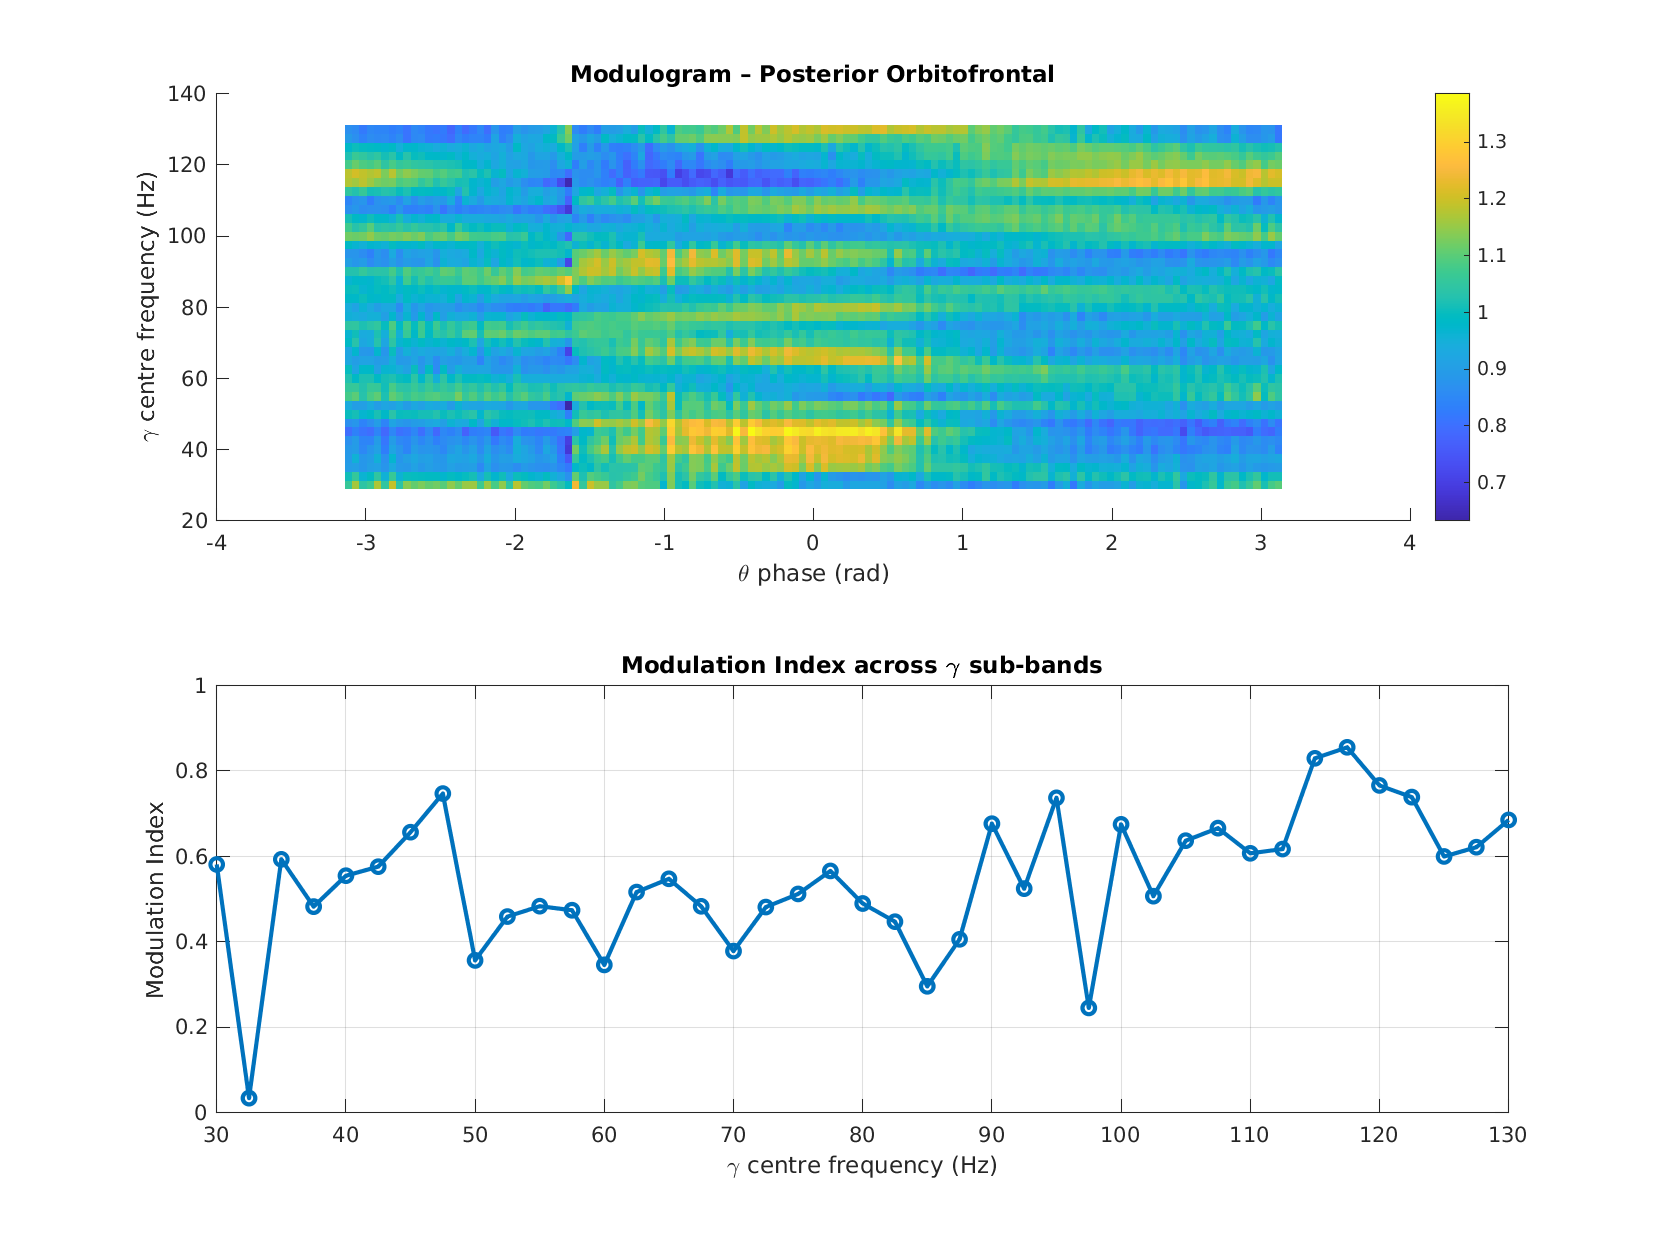 Modulogram – Posterior Orbitofrontal
γ centre frequency (Hz)
140
120
100
80
60
40
20
-4 -3 -2 -1 0 1 2 3 4
θ phase (rad)
1.3
1.2
1.1
1
0.9
0.8
0.7
Modulation Index across γ sub-bands
Modulation Index
1
0.8
0.6
0.4
0.2
0
30 40 50 60 70 80 90 100 110 120 130
γ centre frequency (Hz)